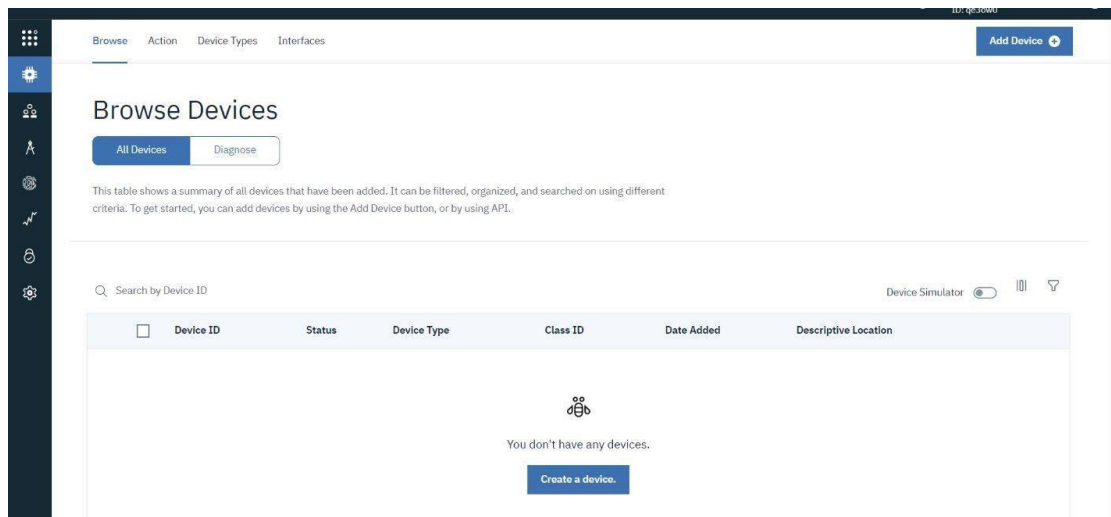 ID: qe36w0
Browse Action Device Types Interfaces Add Device
Browse Devices
All Devices Diagnose
This table shows a summary of all devices that have been added. It can be filtered, organized, and searched on using different
criteria. To get started, you can add devices by using the Add Device button, or by using API.
Search by Device ID Device Simulator
Device ID Status Device Type Class ID Date Added Descriptive Location
You don't have any devices.
Create a device.